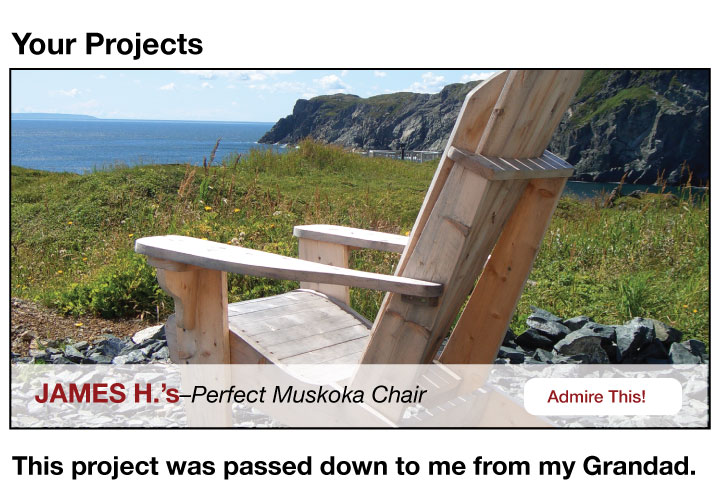 Your Projects
JAMES H.’s–Perfect Muskoka Chair
Admire This!
This project was passed down to me from my Grandad.